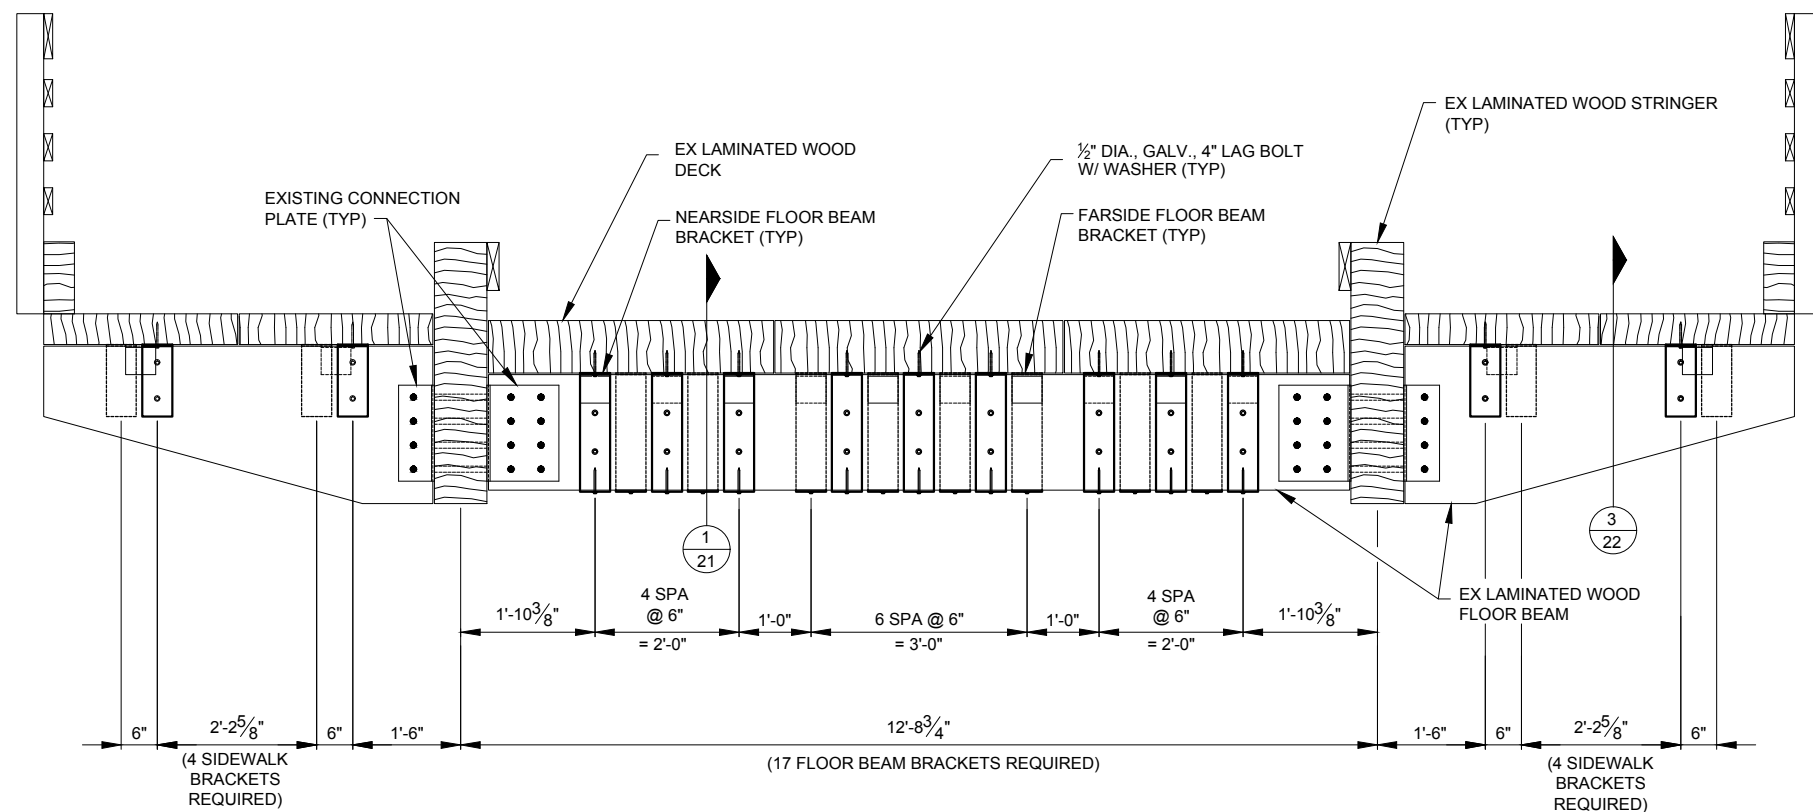 EX LAMINATED WOOD STRINGER
(TYP)
EX LAMINATED WOOD
DECK
½" DIA., GALV., 4" LAG BOLT
W/ WASHER (TYP)
EXISTING CONNECTION
PLATE (TYP)
NEARSIDE FLOOR BEAM
BRACKET (TYP)
FARSIDE FLOOR BEAM
BRACKET (TYP)
1
21
3
22
EX LAMINATED WOOD
FLOOR BEAM
1'-10⅜"
4 SPA
@ 6"
= 2'-0"
1'-0"
6 SPA @ 6"
= 3'-0"
1'-0"
4 SPA
@ 6"
= 2'-0"
1'-10⅜"
6"
2'-2⅝"
6"
1'-6"
12'-8¾"
1'-6"
6"
2'-2⅝"
6"
(4 SIDEWALK
BRACKETS
REQUIRED)
(17 FLOOR BEAM BRACKETS REQUIRED)
(4 SIDEWALK
BRACKETS
REQUIRED)